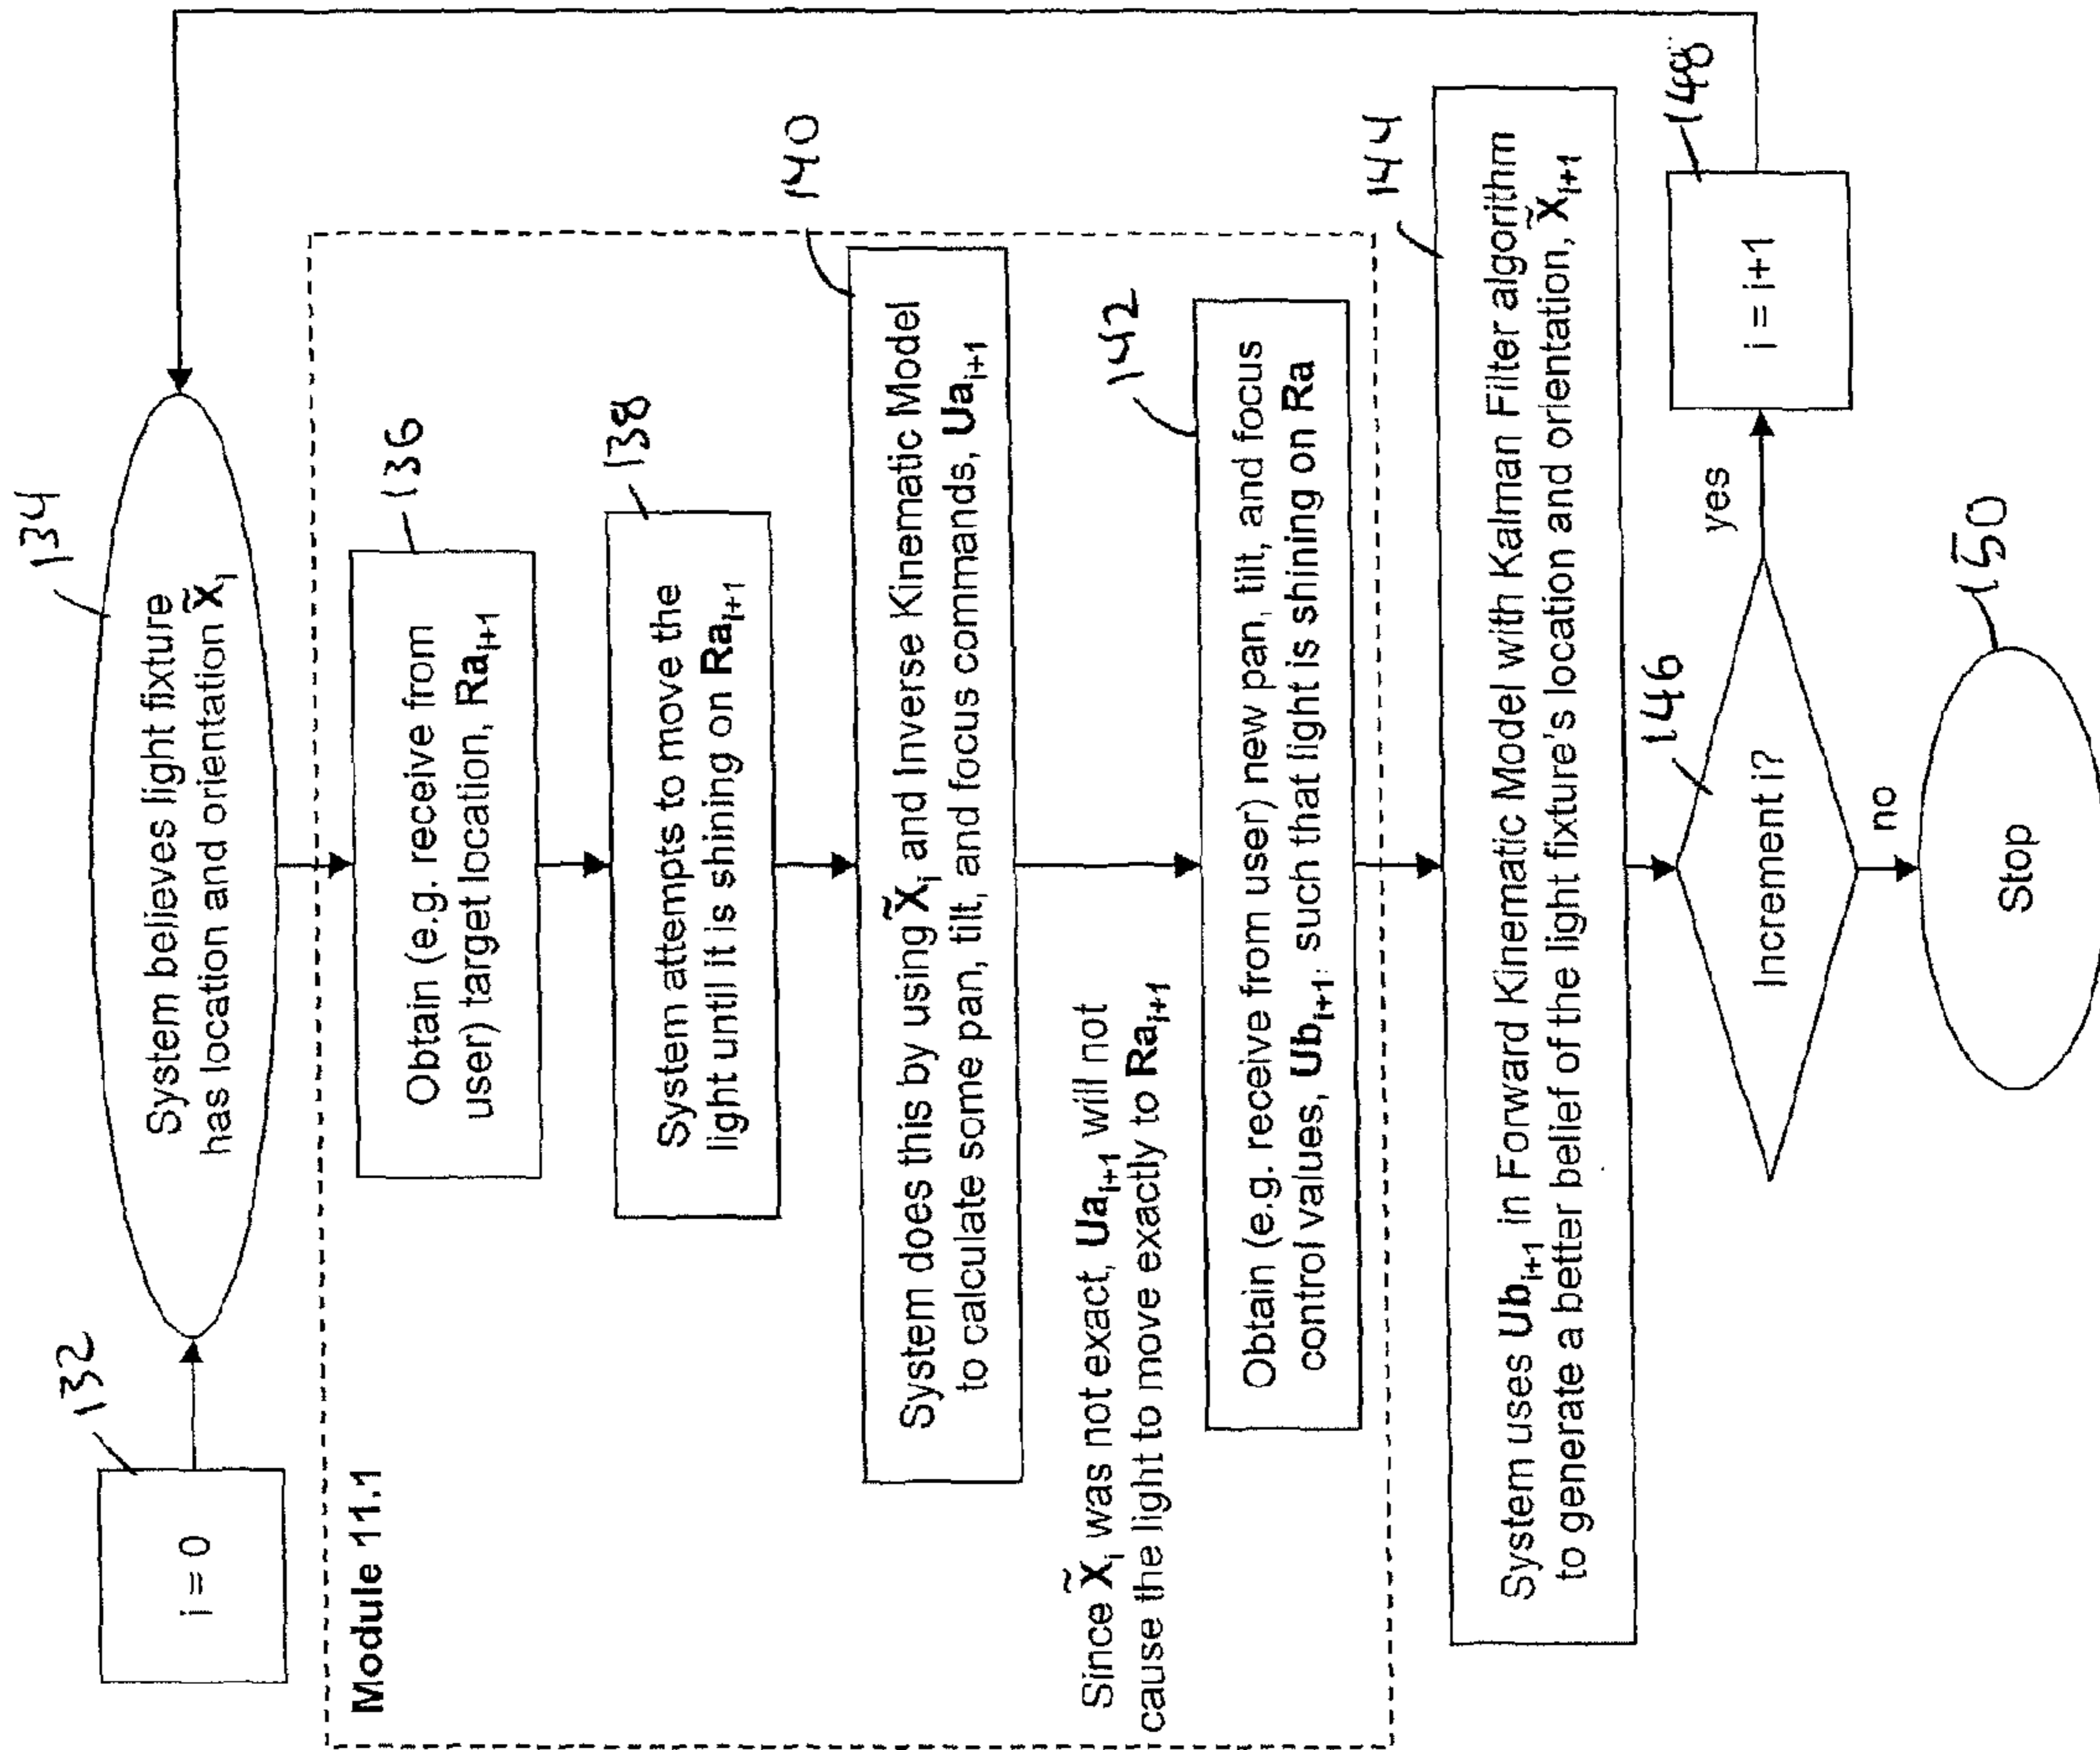 132
i = 0
134
System believes light fixture
has location and orientation X̃ᵢ
Module 11.1
136
Obtain (e.g. receive from
user) target location, Raᵢ₊₁
138
System attempts to move the
light until it is shining on Raᵢ₊₁
140
System does this by using X̃ᵢ and Inverse Kinematic Model
to calculate some pan, tilt, and focus commands, Uaᵢ₊₁
Since X̃ᵢ was not exact, Uaᵢ₊₁ will not
cause the light to move exactly to Raᵢ₊₁
142
Obtain (e.g. receive from user) new pan, tilt, and focus
control values, Ubᵢ₊₁, such that light is shining on Ra
144
System uses Ubᵢ₊₁ in Forward Kinematic Model with Kalman Filter algorithm
to generate a better belief of the light fixture's location and orientation, X̃ᵢ₊₁
146
Increment i?
yes
148
i = i+1
no
150
Stop